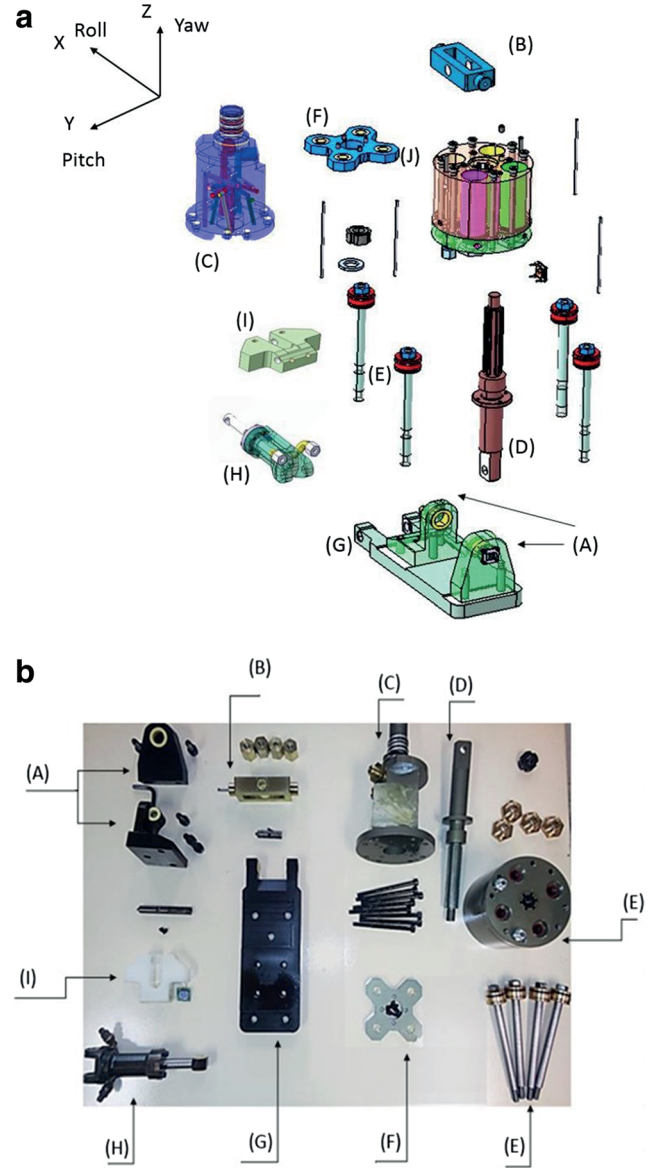 a
Z
Yaw
Roll
X
Y
Pitch
(B)
(F)
(J)
(C)
(I)
(E)
(H)
(D)
(G)
(A)
b
(B)
(C)
(D)
(A)
(E)
(I)
(H)
(G)
(F)
(E)